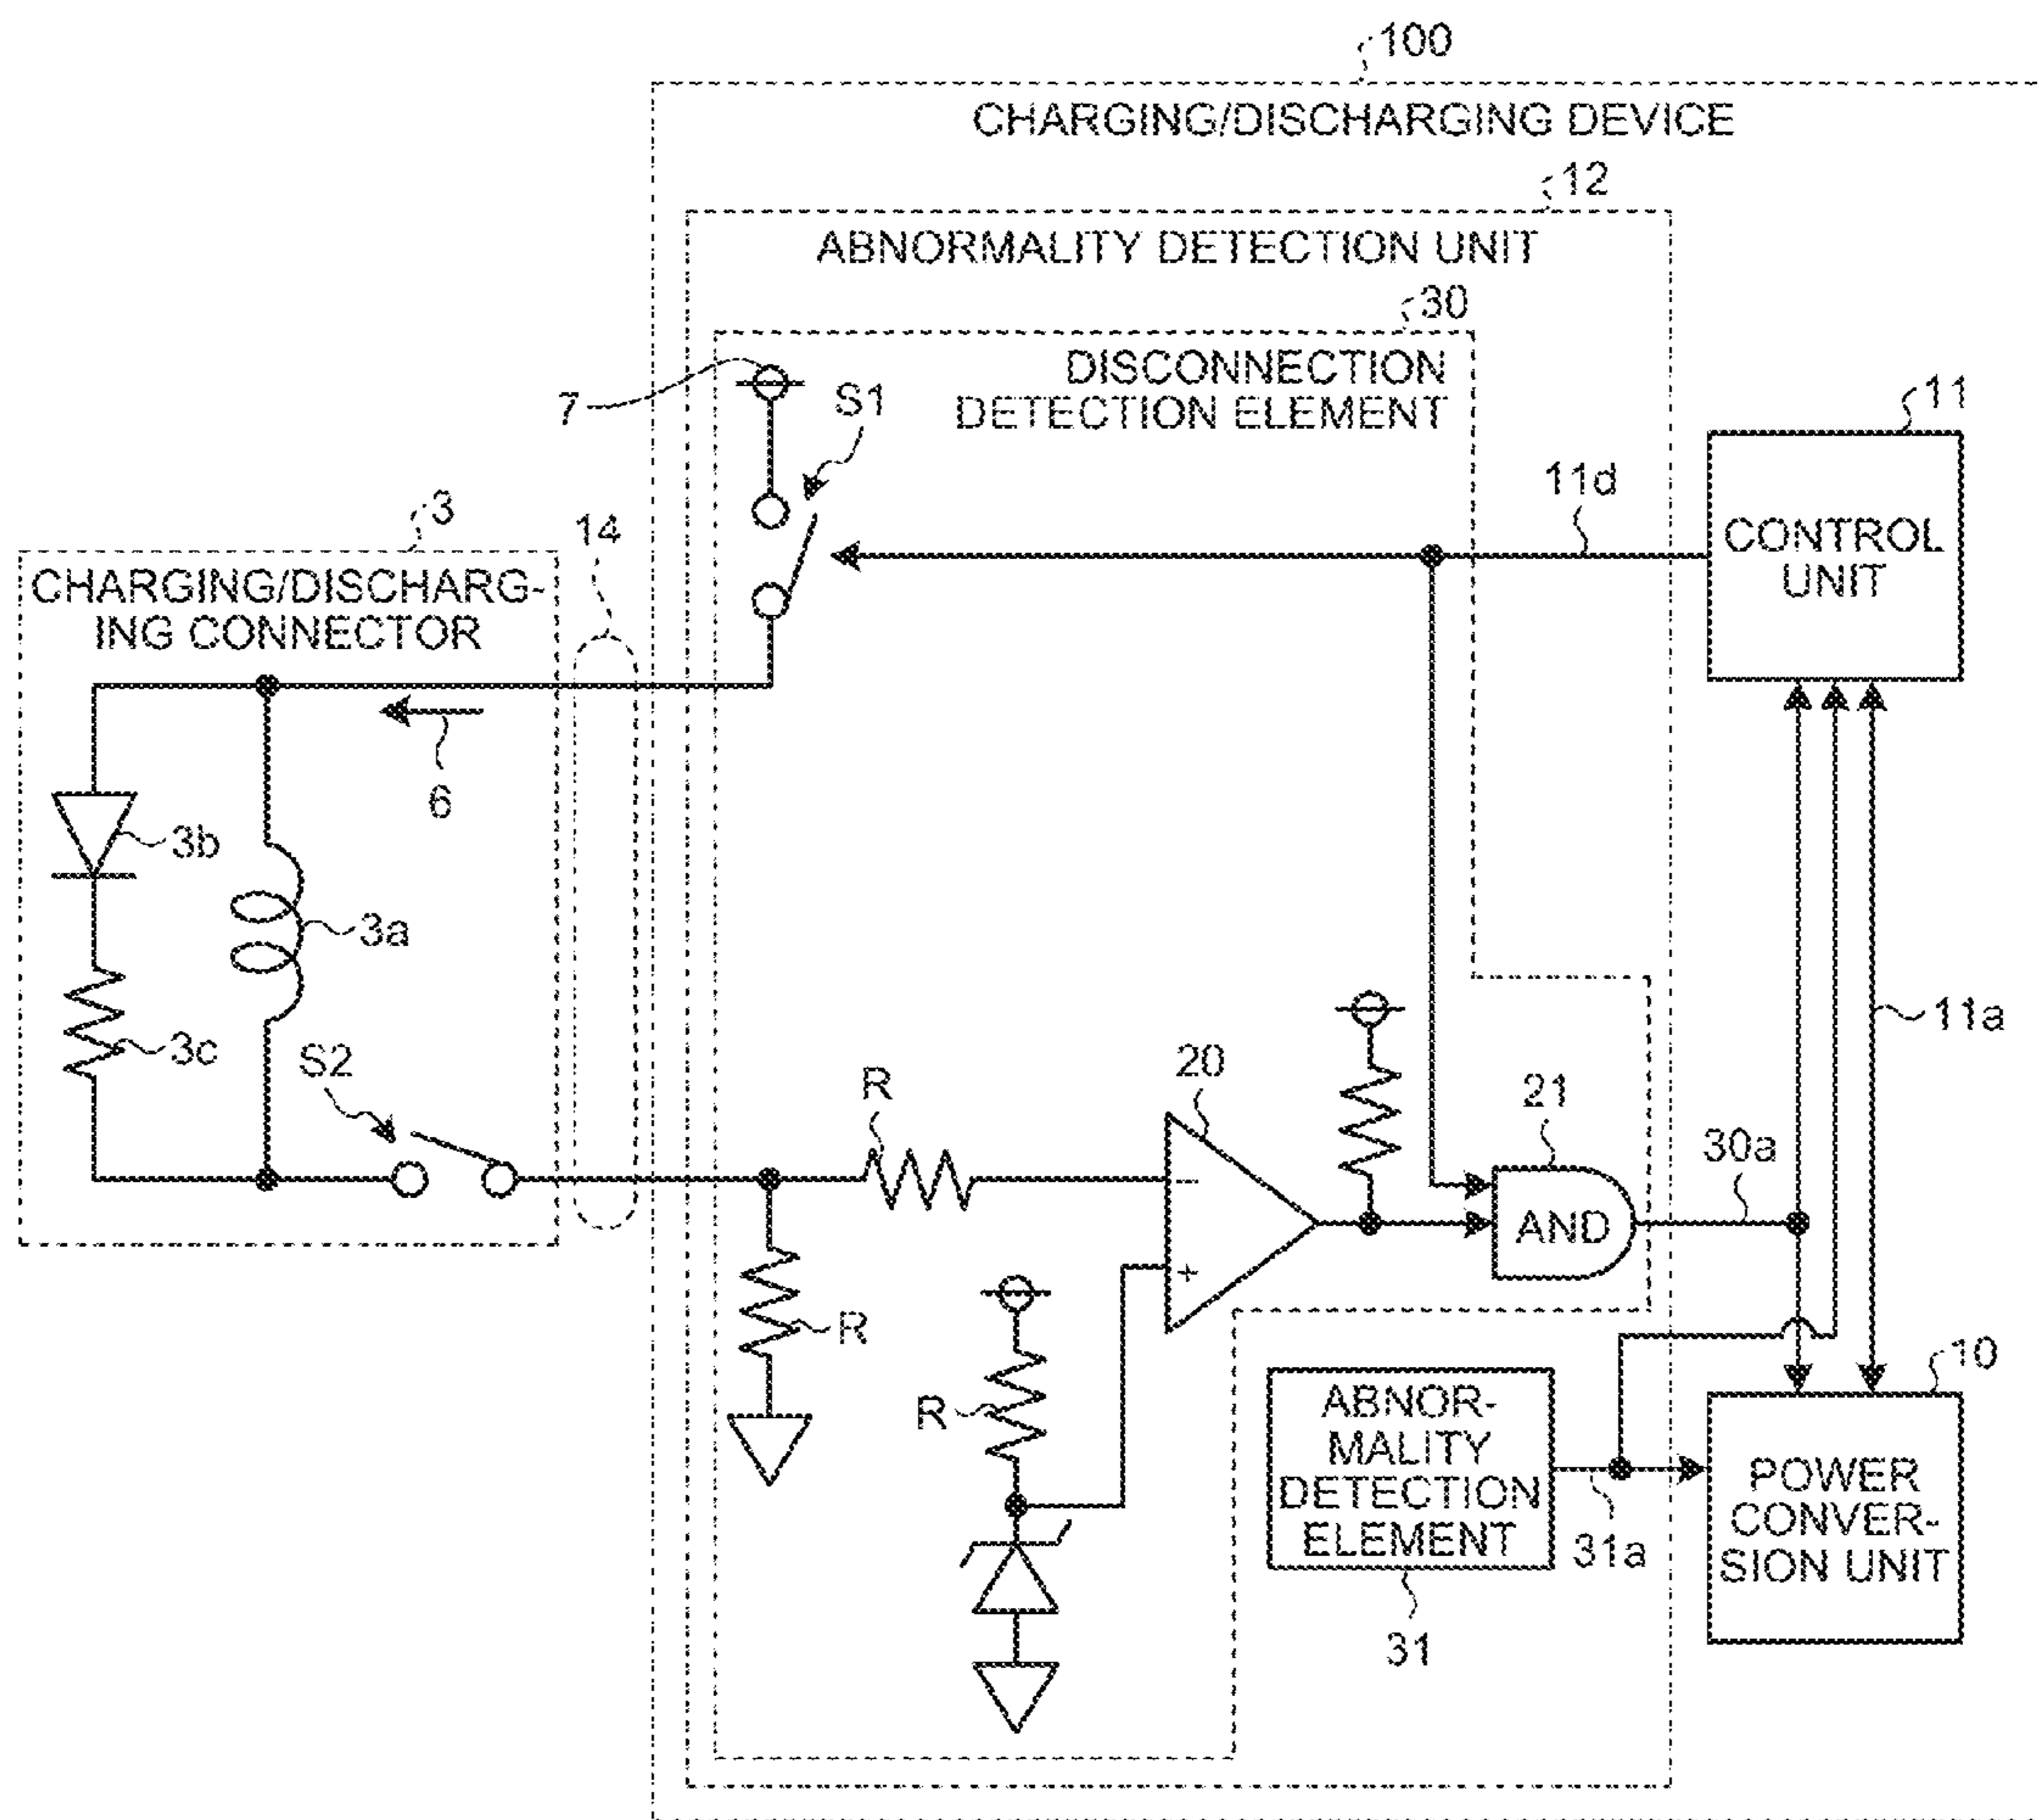 100
CHARGING/DISCHARGING DEVICE
12
ABNORMALITY DETECTION UNIT
30
DISCONNECTION
DETECTION ELEMENT
7
S1
11
CONTROL
UNIT
11d
3
14
CHARGING/DISCHARG-
ING CONNECTOR
6
3b
3a
3c
S2
R
20
-
+
21
AND
30a
11a
R
R
10
ABNOR-
MALITY
DETECTION
ELEMENT
31a
31
POWER
CONVER-
SION UNIT